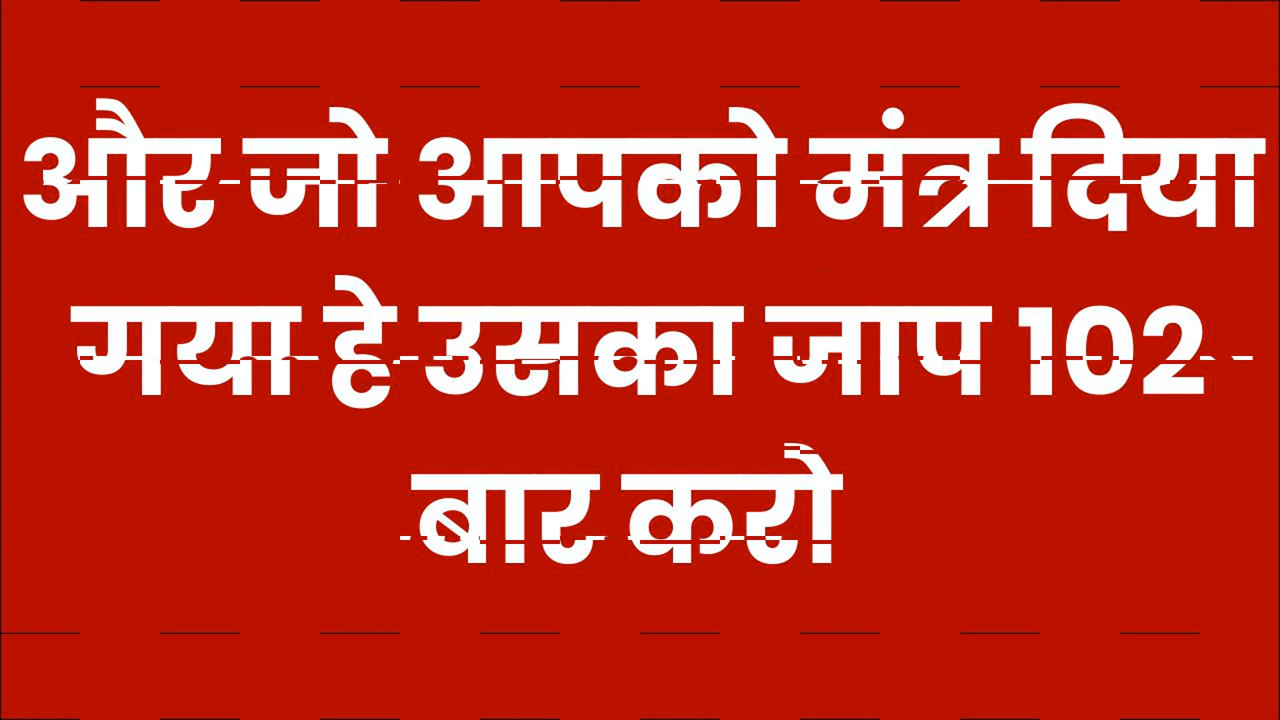 और जो आपको मंत्र दिया
गया हे उसका जाप 102
बार करो